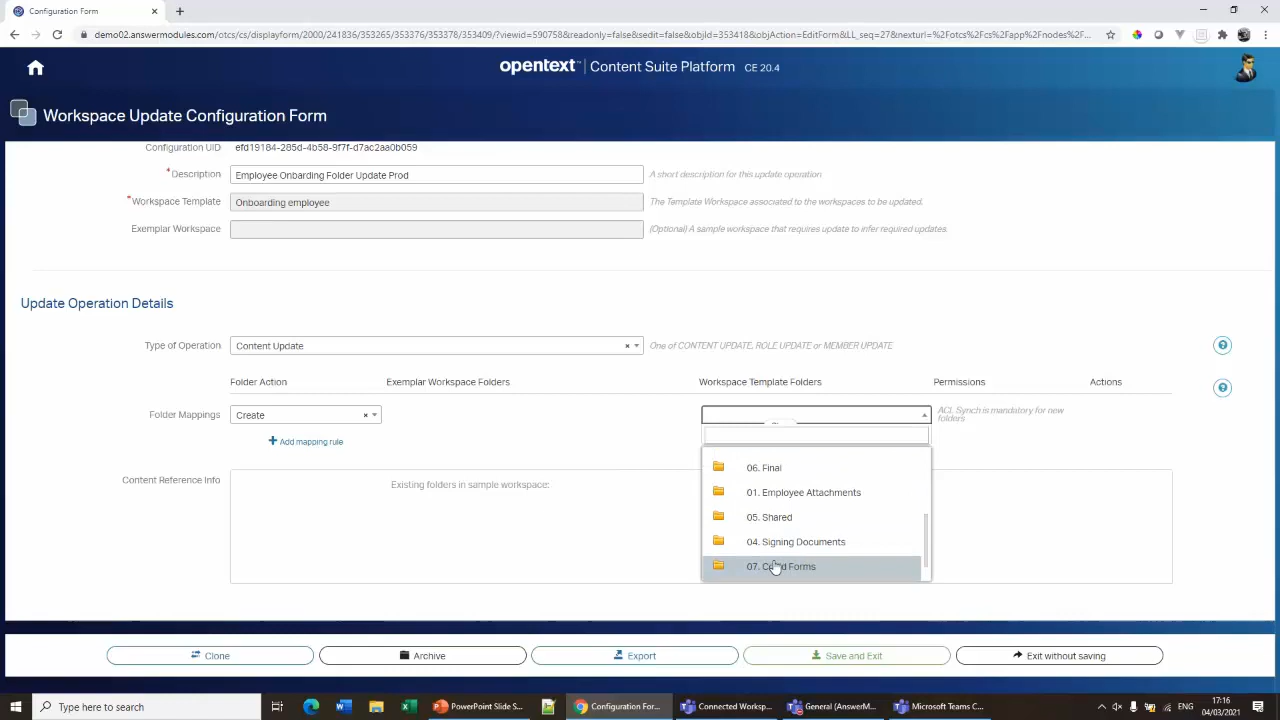 Configuration Form
demo02.answermodules.com/otcs/cs/displayform/2000/241836/353265/353376/353378/353409/?viewid=590758&readonly=false&sedit=false&objid=353418&objAction=EditForm&LL_seq=27&nexturl=%2Fotcs%2Fcs%2Fapp%2Fnodes%2F...
opentext™ | Content Suite Platform CE 20.4
Workspace Update Configuration Form
Configuration UID efd19184-285d-4b58-9f7f-d7ac2aa0b059
* Description Employee Onbarding Folder Update Prod A short description for this update operation
* Workspace Template Onboarding employee The Template Workspace associated to the workspaces to be updated.
Exemplar Workspace (Optional) A sample workspace that requires update to infer required updates.
Update Operation Details
Type of Operation Content Update × One of CONTENT UPDATE, ROLE UPDATE or MEMBER UPDATE
Folder Action Exemplar Workspace Folders Workspace Template Folders Permissions Actions
Folder Mappings Create × ACL Synch is mandatory for new
folders
+ Add mapping rule
06. Final
Content Reference Info Existing folders in sample workspace:
01. Employee Attachments
05. Shared
04. Signing Documents
07. Forms
Clone Archive Export Save and Exit Exit without saving
Type here to search PowerPoint Slide S... Configuration Fo... Connected Worksp... General (AnswerM... Microsoft Teams C... 17:16
04/03/2021